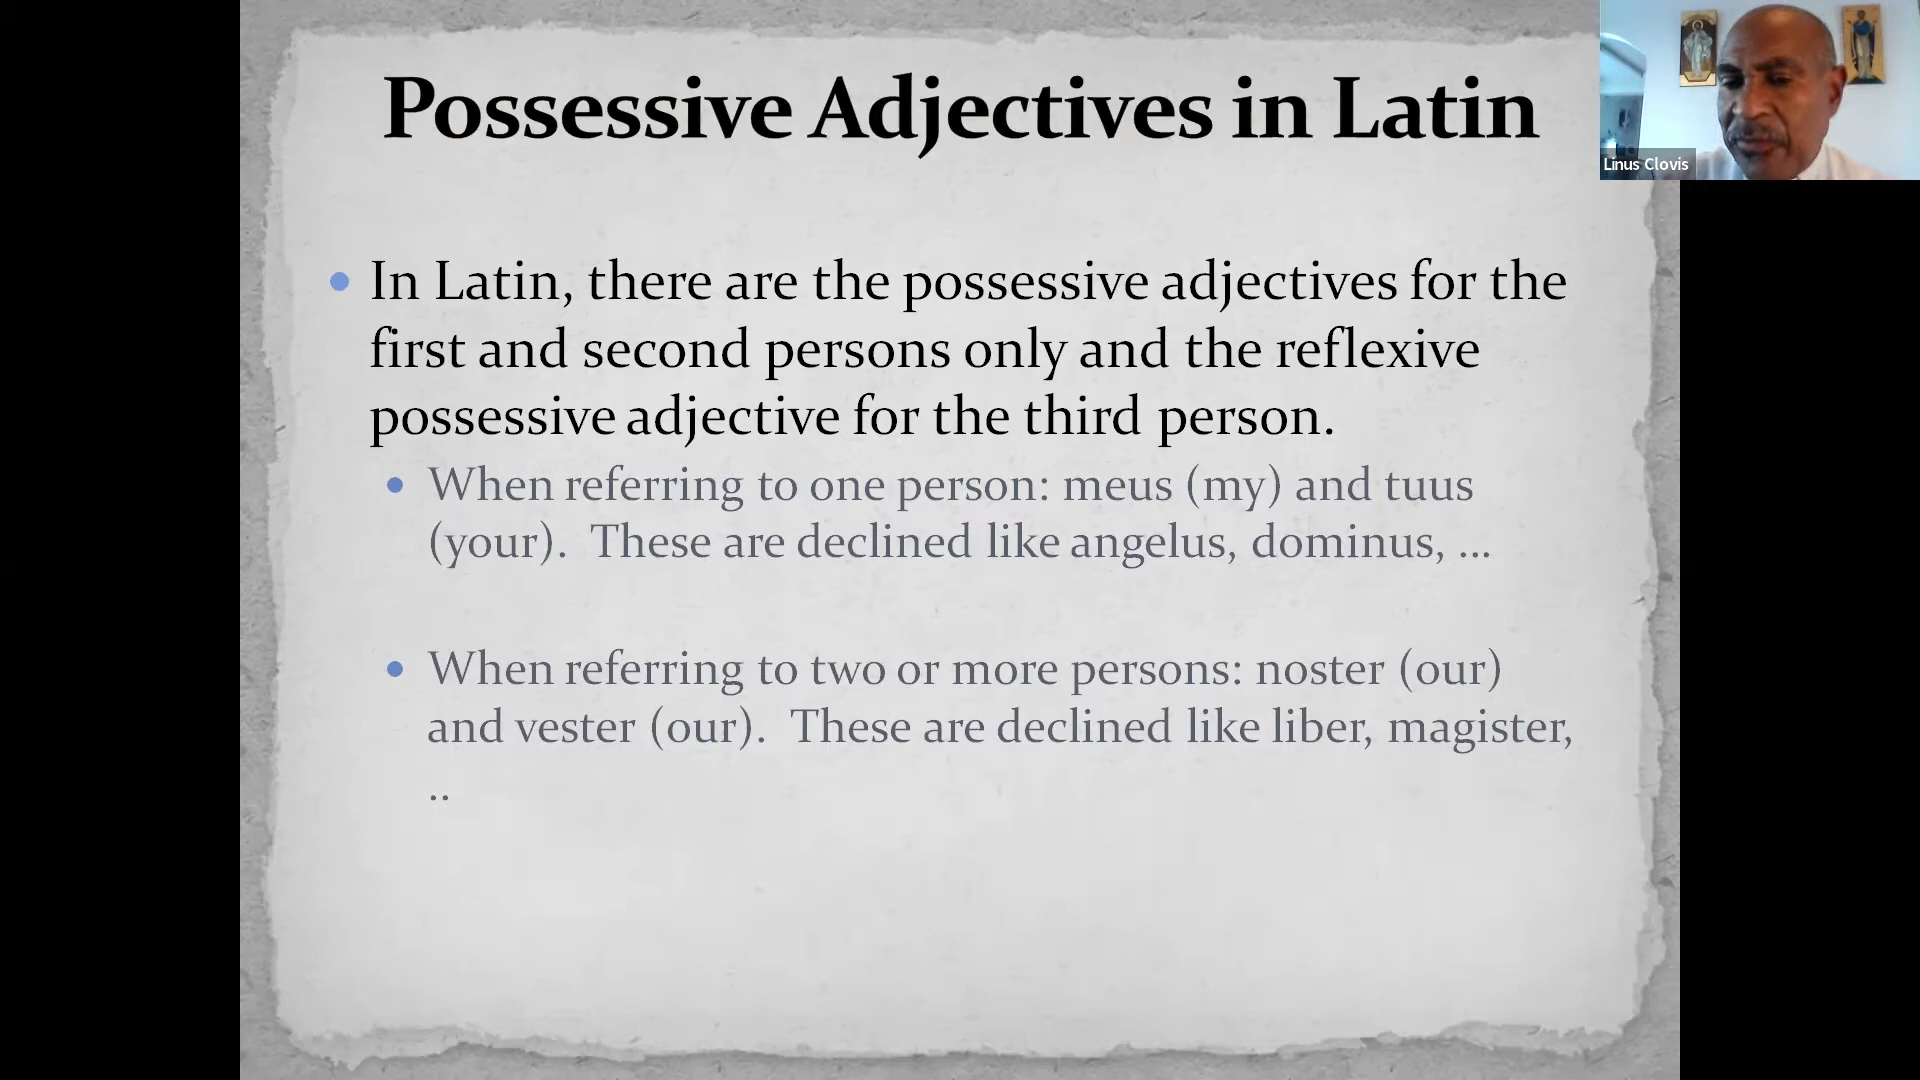 Possessive Adjectives in Latin
Linus Clovis
In Latin, there are the possessive adjectives for the
first and second persons only and the reflexive
possessive adjective for the third person.
When referring to one person: meus (my) and tuus
(your). These are declined like angelus, dominus, ...
When referring to two or more persons: noster (our)
and vester (our). These are declined like liber, magister,
..